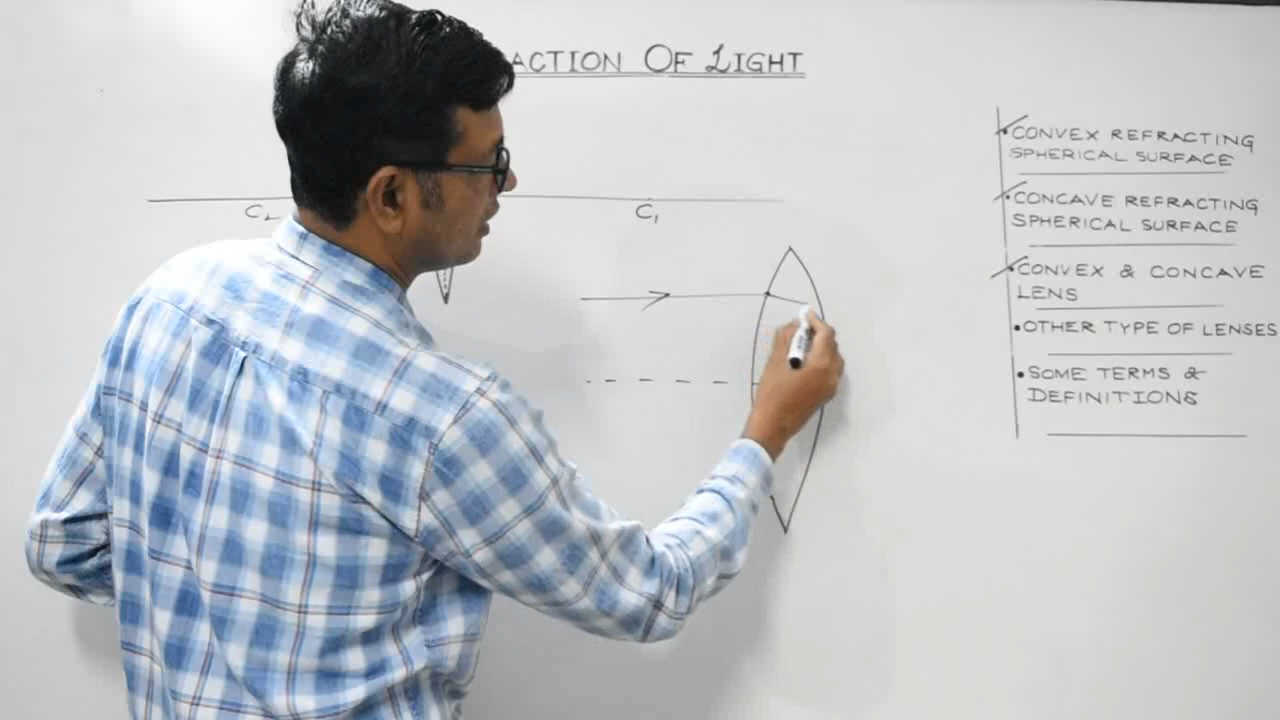 ACTION OF LIGHT
C₂
C₁
CONVEX REFRACTING
SPHERICAL SURFACE
• CONCAVE REFRACTING
SPHERICAL SURFACE
• CONVEX & CONCAVE
LENS
• OTHER TYPE OF LENSES
• SOME TERMS &
DEFINITIONS